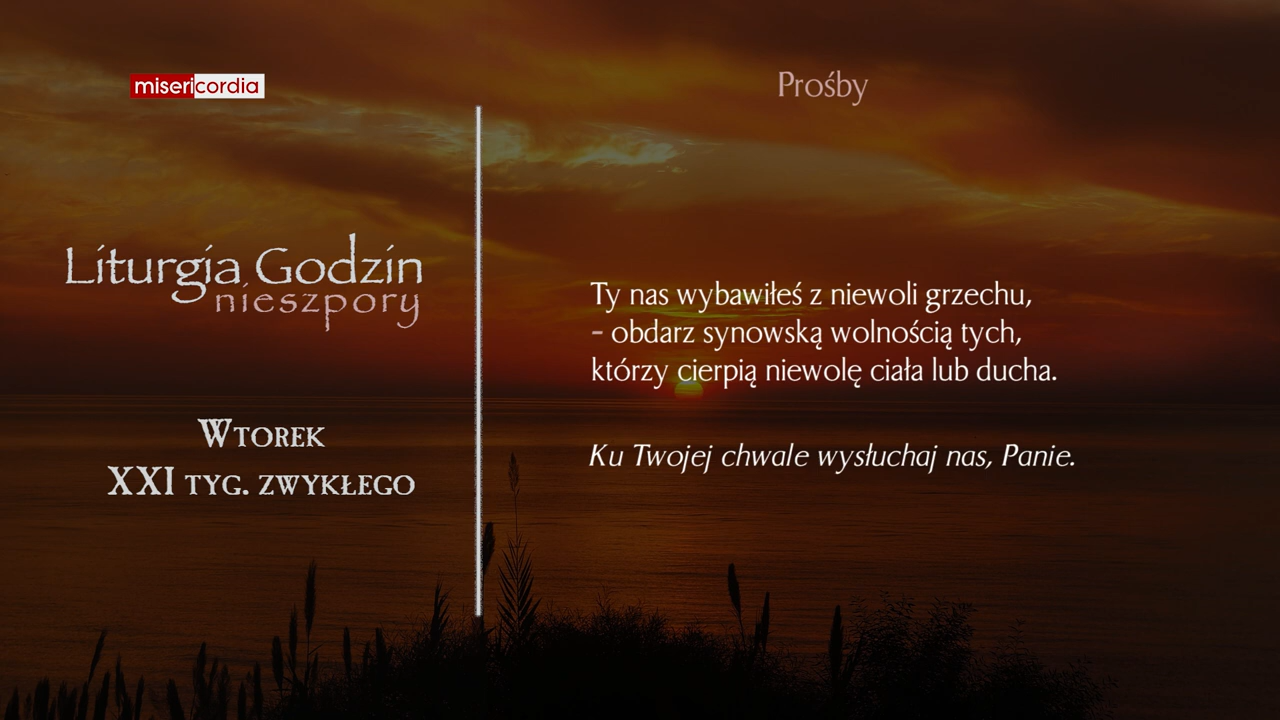 misericordia
Liturgia Godzin
nieszpory
Wtorek
XXI tyg. zwykłego
Prośby
Ty nas wybawiłeś z niewoli grzechu,
- obdarz synowską wolnością tych,
którzy cierpią niewolę ciała lub ducha.
Ku Twojej chwale wysłuchaj nas, Panie.